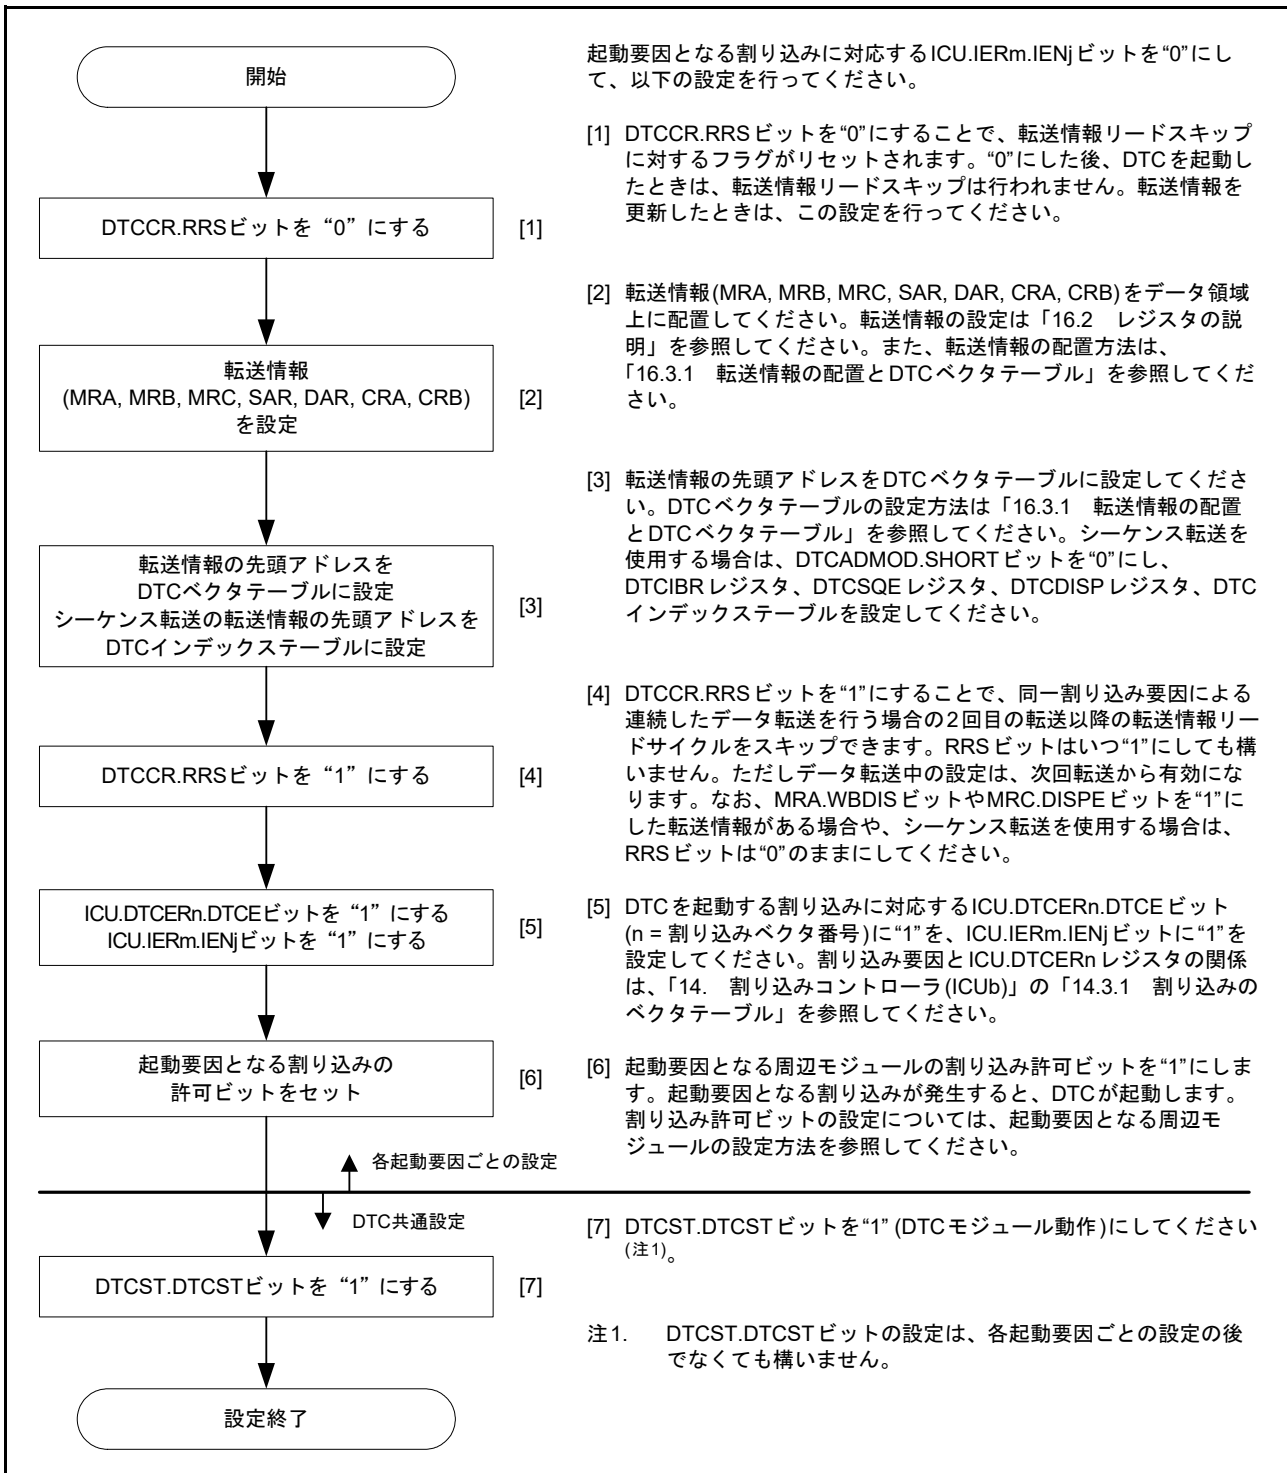 開始
DTCCR.RRSビットを“0”にする
[1]
転送情報
(MRA, MRB, MRC, SAR, DAR, CRA, CRB)
を設定
[2]
転送情報の先頭アドレスを
DTCベクタテーブルに設定
シーケンス転送の転送情報の先頭アドレスを
DTCインデックステーブルに設定
[3]
DTCCR.RRSビットを“1”にする
[4]
ICU.DTCERn.DTCEビットを“1”にする
ICU.IERm.IENjビットを“1”にする
[5]
起動要因となる割り込みの
許可ビットをセット
[6]
各起動要因ごとの設定
DTC共通設定
DTCST.DTCSTビットを“1”にする
[7]
設定終了
起動要因となる割り込みに対応するICU.IERm.IENjビットを“0”にし
て、以下の設定を行ってください。
[1] DTCCR.RRSビットを“0”にすることで、転送情報リードスキップ
に対するフラグがリセットされます。“0”にした後、DTCを起動し
たときは、転送情報リードスキップは行われません。転送情報を
更新したときは、この設定を行ってください。
[2] 転送情報(MRA, MRB, MRC, SAR, DAR, CRA, CRB)をデータ領域
上に配置してください。転送情報の設定は「16.2 レジスタの説
明」を参照してください。また、転送情報の配置方法は、
「16.3.1 転送情報の配置とDTCベクタテーブル」を参照してくだ
さい。
[3] 転送情報の先頭アドレスをDTCベクタテーブルに設定してくださ
い。DTCベクタテーブルの設定方法は「16.3.1 転送情報の配置
とDTCベクタテーブル」を参照してください。シーケンス転送を
使用する場合は、DTCADMOD.SHORTビットを“0”にし、
DTCIBRレジスタ、DTCSQEレジスタ、DTCDISPレジスタ、DTC
インデックステーブルを設定してください。
[4] DTCCR.RRSビットを“1”にすることで、同一割り込み要因による
連続したデータ転送を行う場合の2回目の転送以降の転送情報リー
ドサイクルをスキップできます。RRSビットはいつ“1”にしても構
いません。ただしデータ転送中の設定は、次回転送から有効にな
ります。なお、MRA.WBDISビットやMRC.DISPEビットを“1”に
した転送情報がある場合や、シーケンス転送を使用する場合は、
RRSビットは“0”のままにしてください。
[5] DTCを起動する割り込みに対応するICU.DTCERn.DTCEビット
(n = 割り込みベクタ番号)に“1”を、ICU.IERm.IENjビットに“1”を
設定してください。割り込み要因とICU.DTCERnレジスタの関係
は、「14. 割り込みコントローラ(ICUb)」の「14.3.1 割り込みの
ベクタテーブル」を参照してください。
[6] 起動要因となる周辺モジュールの割り込み許可ビットを“1”にしま
す。起動要因となる割り込みが発生すると、DTCが起動します。
割り込み許可ビットの設定については、起動要因となる周辺モ
ジュールの設定方法を参照してください。
[7] DTCST.DTCSTビットを“1” (DTCモジュール動作)にしてください
(注1)。
注1. DTCST.DTCSTビットの設定は、各起動要因ごとの設定の後
でなくても構いません。